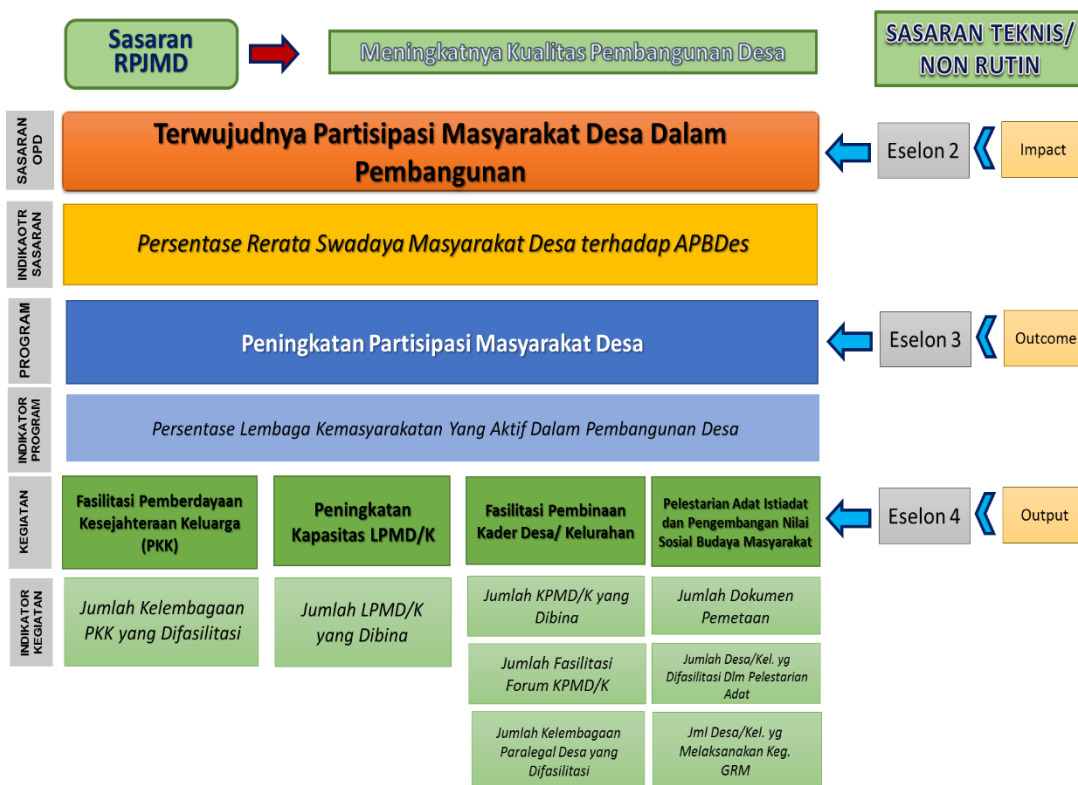 Sasaran
RPJMD
Meningkatnya Kualitas Pembangunan Desa
SASARAN TEKNIS/
NON RUTIN
SASARAN
OPD
Terwujudnya Partisipasi Masyarakat Desa Dalam
Pembangunan
Eselon 2
Impact
INDIKAOTR
SASARAN
Persentase Rerata Swadaya Masyarakat Desa terhadap APBDes
PROGRAM
Peningkatan Partisipasi Masyarakat Desa
Eselon 3
Outcome
INDIKATOR
PROGRAM
Persentase Lembaga Kemasyarakatan Yang Aktif Dalam Pembangunan Desa
KEGIATAN
Fasilitasi Pemberdayaan
Kesejahteraan Keluarga
(PKK)
Peningkatan
Kapasitas LPMD/K
Fasilitasi Pembinaan
Kader Desa/ Kelurahan
Pelestarian Adat Istiadat
dan Pengembangan Nilai
Sosial Budaya Masyarakat
Eselon 4
Output
INDIKATOR
KEGIATAN
Jumlah Kelembagaan
PKK yang Difasilitasi
Jumlah LPMD/K
yang Dibina
Jumlah KPMD/K yang
Dibina
Jumlah Dokumen
Pemetaan
Jumlah Fasilitasi
Forum KPMD/K
Jumlah Desa/Kel. yg
Difasilitasi Dlm Pelestarian
Adat
Jumlah Kelembagaan
Paralegal Desa yang
Difasilitasi
Jml Desa/Kel. yg
Melaksanakan Keg.
GRM